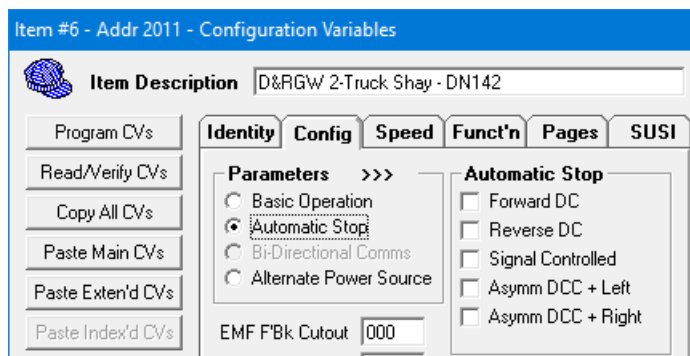 Item #6 - Addr 2011 - Configuration Variables
Item Description D&RGW 2-Truck Shay - DN142
Program CVs
Read/Verify CVs
Copy All CVs
Paste Main CVs
Paste Exten'd CVs
Paste Index'd CVs
Identity Config Speed Funct'n Pages SUSI
Parameters >>>
Basic Operation
Automatic Stop
Bi-Directional Comms
Alternate Power Source
EMF F'Bk Cutout 000
Automatic Stop
Forward DC
Reverse DC
Signal Controlled
Asymm DCC + Left
Asymm DCC + Right